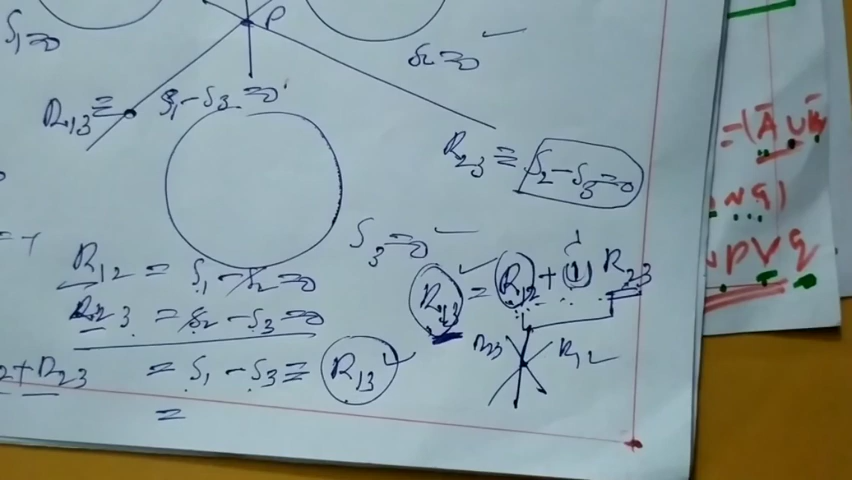 S₁=0
P
S₂=0
R₁₃≡ S₁-S₃=0
R₂₃≡ S₂-S₃=0
S₃=0
R₁₂ = S₁-S₂=0
R₂₃ = S₂-S₃=0
2+R₂₃ = S₁-S₃≡ R₁₃
=
R₁₃ = R₁₂+(1) R₂₃
R₂₃ R₁₂
=(A̅∪
q)
p∨q